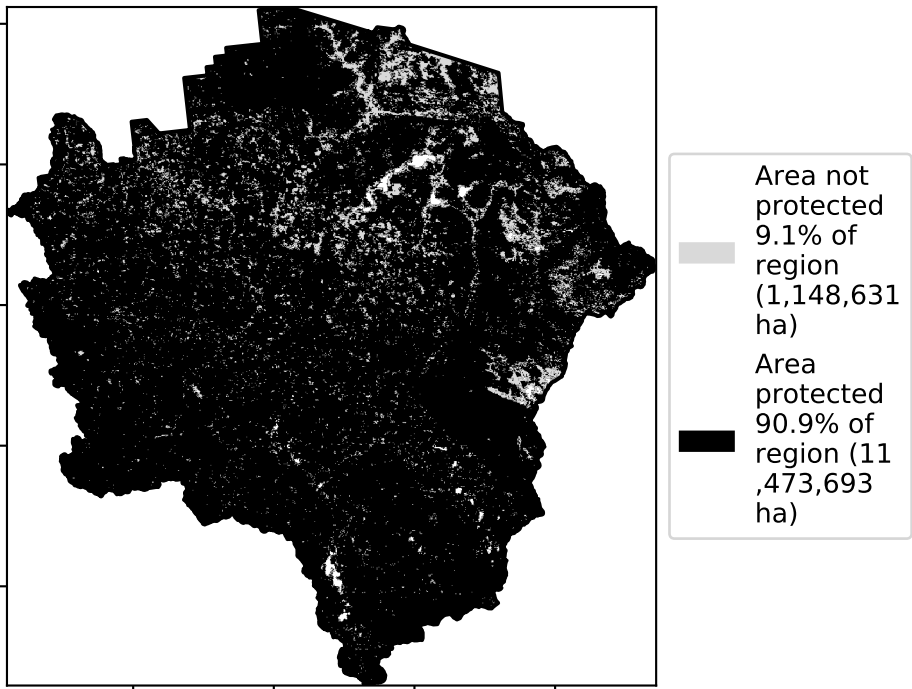 Area not
protected
9.1% of
region
(1,148,631
ha)
Area
protected
90.9% of
region (11
,473,693
ha)